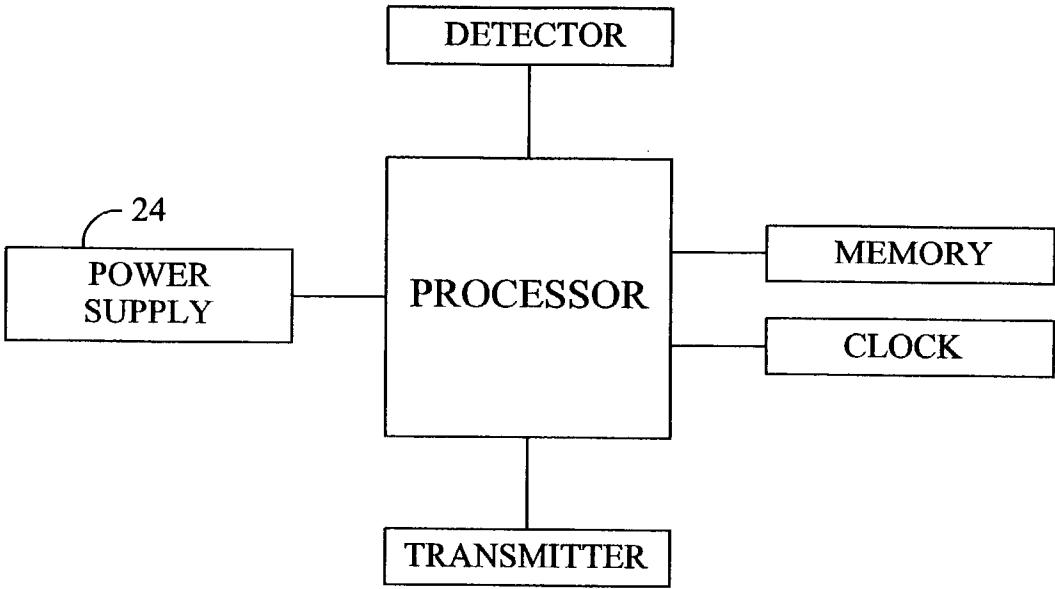 DETECTOR
24
POWER
SUPPLY
PROCESSOR
MEMORY
CLOCK
TRANSMITTER